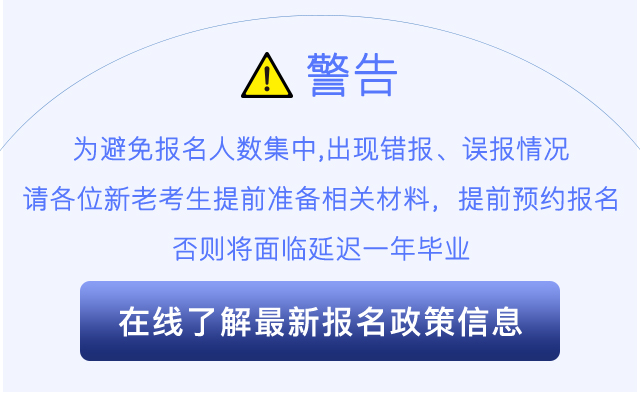 警告
为避免报名人数集中,出现错报、误报情况
请各位新老考生提前准备相关材料，提前预约报名
否则将面临延迟一年毕业
在线了解最新报名政策信息